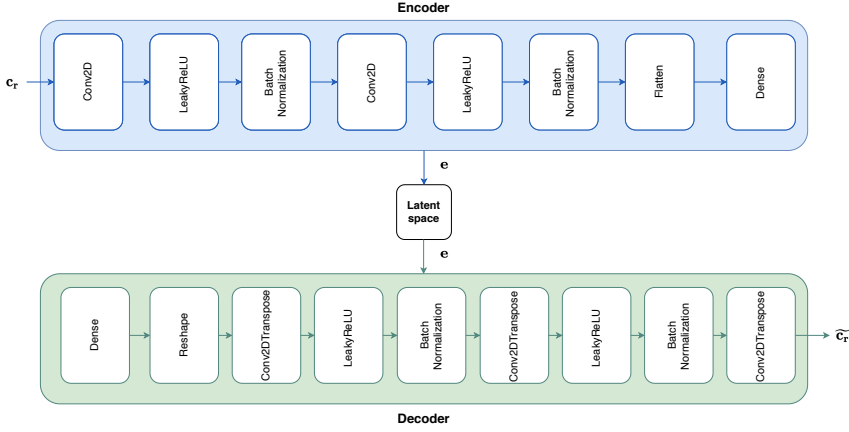 Encoder
c_r
Conv2D
LeakyReLU
Batch
Normalization
Conv2D
LeakyReLU
Batch
Normalization
Flatten
Dense
e
Latent
space
e
Dense
Reshape
Conv2DTranspose
LeakyReLU
Batch
Normalization
Conv2DTranspose
LeakyReLU
Batch
Normalization
Conv2DTranspose
c̃_r
Decoder